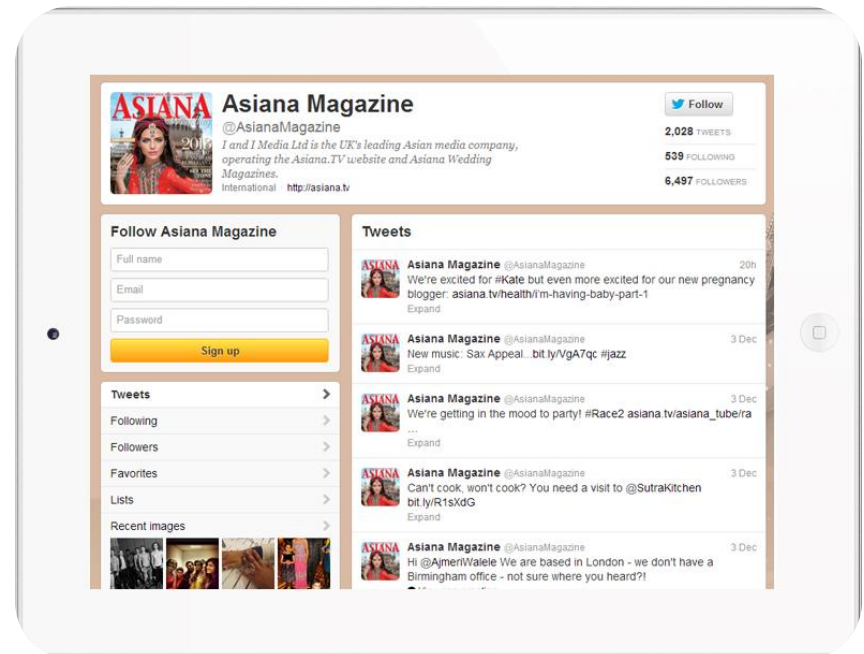 ASIANA
2013
Asiana Magazine
@AsianaMagazine
I and I Media Ltd is the UK's leading Asian media company,
operating the Asiana.TV website and Asiana Wedding
Magazines.
International http://asiana.tv
Follow
2,028 TWEETS
539 FOLLOWING
6,497 FOLLOWERS
Follow Asiana Magazine
Full name
Email
Password
Sign up
Tweets
Following
Followers
Favorites
Lists
Recent images
Tweets
ASIANA
Asiana Magazine @AsianaMagazine 20h
We're excited for #Kate but even more excited for our new pregnancy
blogger: asiana.tv/health/i'm-having-baby-part-1
Expand
ASIANA
Asiana Magazine @AsianaMagazine 3 Dec
New music: Sax Appeal...bit.ly/VgA7qc #jazz
Expand
ASIANA
Asiana Magazine @AsianaMagazine 3 Dec
We're getting in the mood to party! #Race2 asiana.tv/asiana_tube/ra
...
Expand
ASIANA
Asiana Magazine @AsianaMagazine 3 Dec
Can't cook, won't cook? You need a visit to @SutraKitchen
bit.ly/R1sXdG
Expand
ASIANA
Asiana Magazine @AsianaMagazine 3 Dec
Hi @AjmeriWalele We are based in London - we don't have a
Birmingham office - not sure where you heard?!